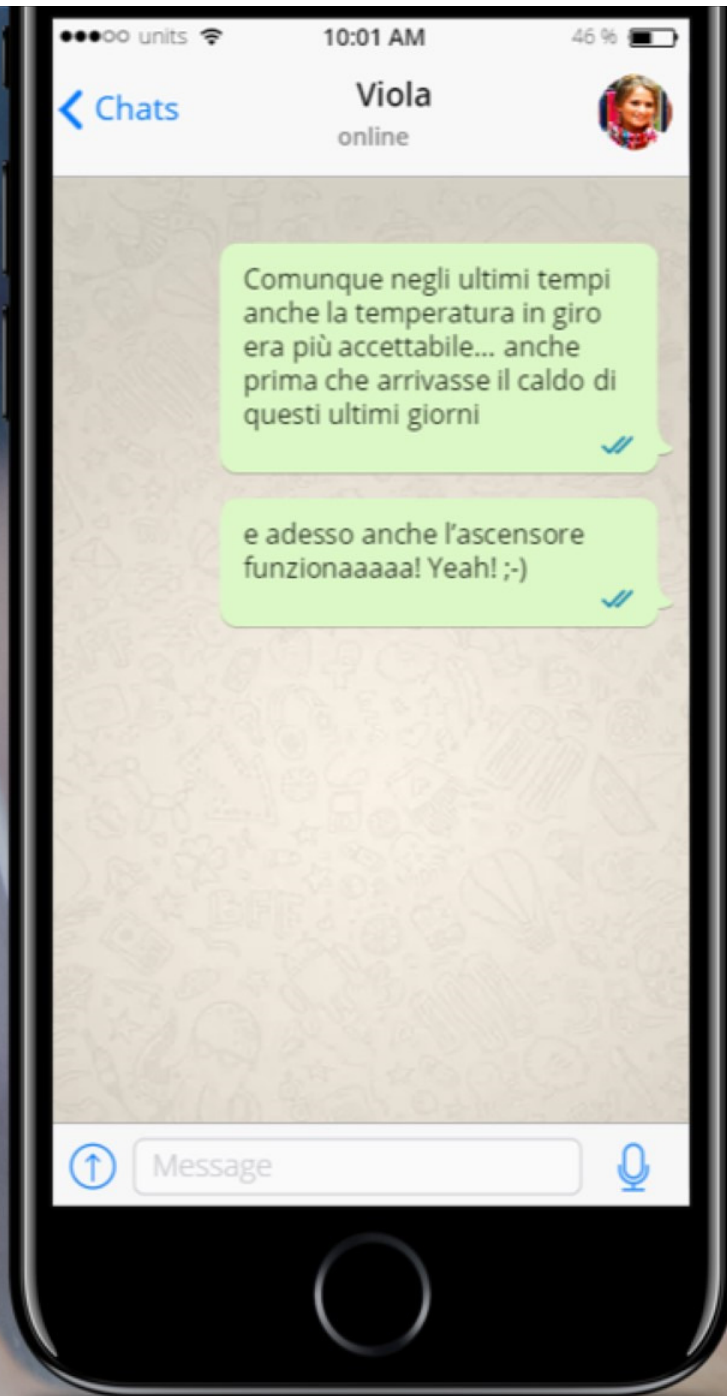 ●●●○○ units 10:01 AM 46 %
Chats Viola
online
Comunque negli ultimi tempi
anche la temperatura in giro
era più accettabile... anche
prima che arrivasse il caldo di
questi ultimi giorni
e adesso anche l'ascensore
funzionaaaaa! Yeah! ;-)
BFF
Message